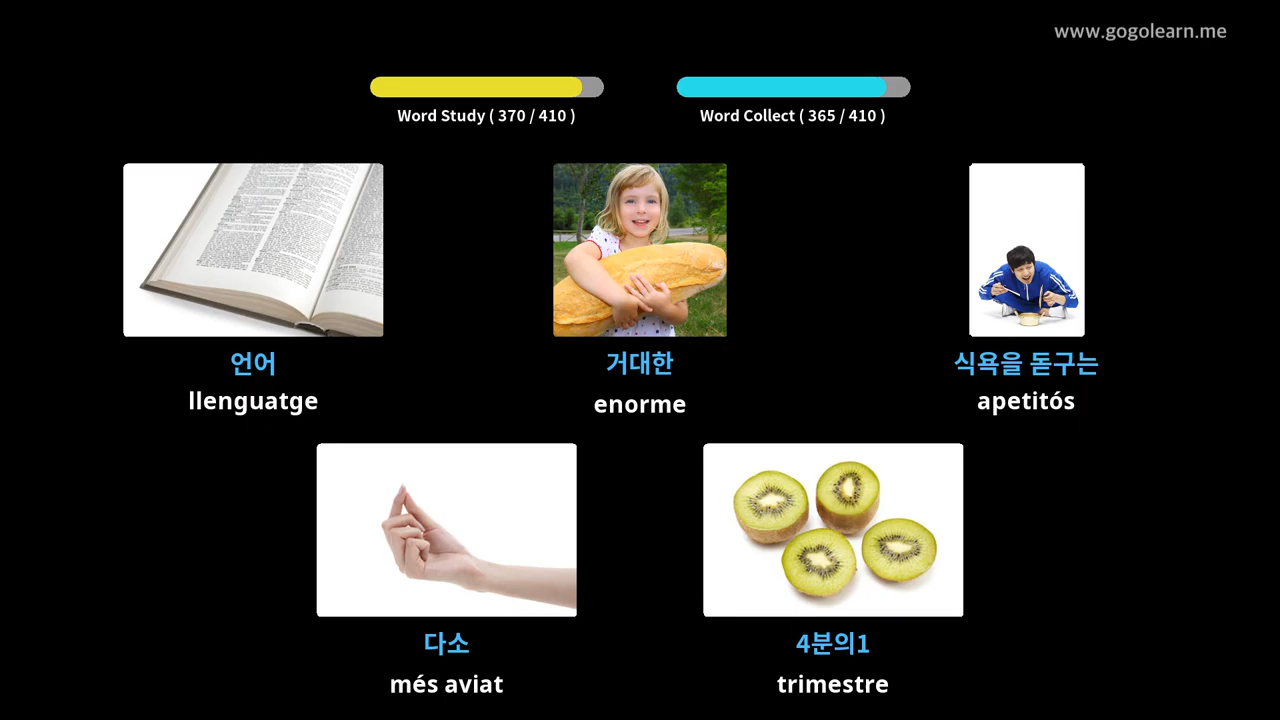 www.gogolearn.me
Word Study ( 370 / 410 )
Word Collect ( 365 / 410 )
언어
llenguatge
거대한
enorme
식욕을 돋구는
apetitós
다소
més aviat
4분의1
trimestre